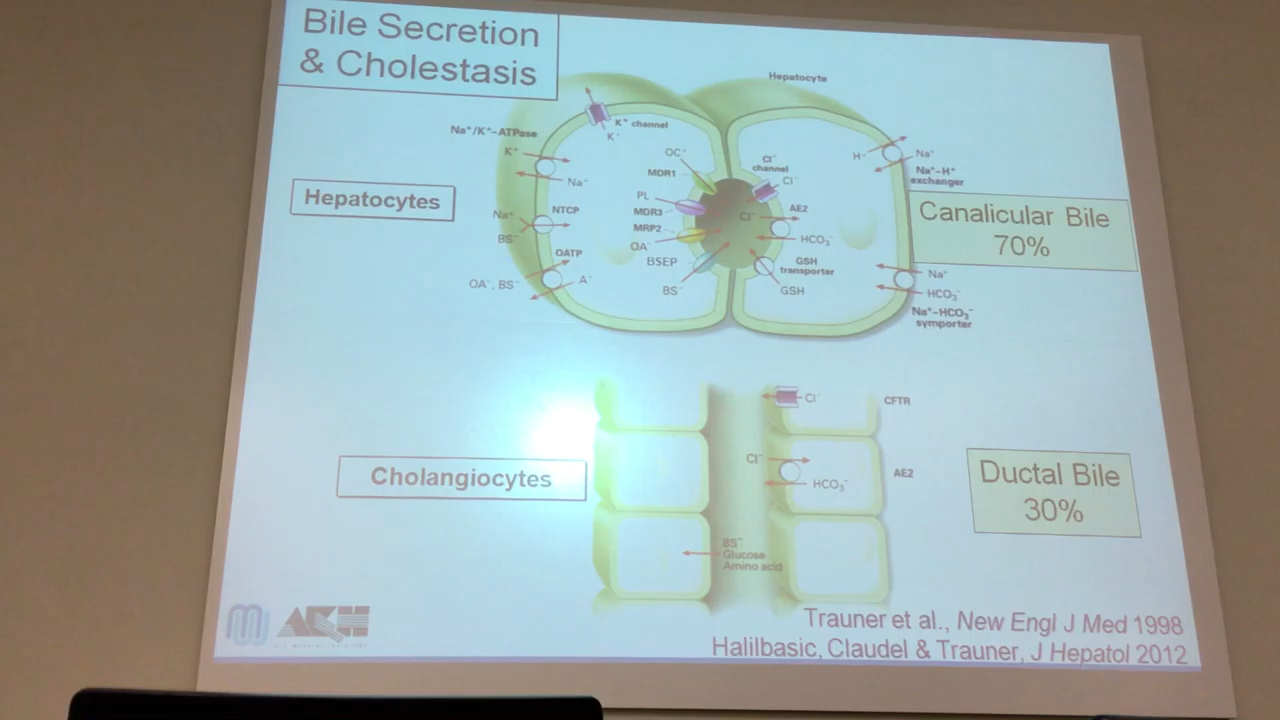 Bile Secretion
& Cholestasis
Hepatocyte
Na⁺/K⁺-ATPase
K⁺ channel
K⁺
K⁺
Na⁺
OC⁺
MDR1
Cl⁻
channel
Cl⁻
H⁺
Na⁺
Na⁺-H⁺
exchanger
Hepatocytes
PL
MDR3
MRP2
OA⁻
BSEP
BS⁻
Cl⁻
AE2
HCO₃⁻
GSH
transporter
GSH
Na⁺
BS⁻
NTCP
OATP
OA⁻, BS⁻
A⁻
Canalicular Bile
70%
Na⁺
HCO₃⁻
Na⁺-HCO₃⁻
symporter
Cl⁻
CFTR
Cholangiocytes
Cl⁻
HCO₃⁻
AE2
Ductal Bile
30%
BS⁻
Glucose
Amino acid
AKH
Trauner et al., New Engl J Med 1998
Halilbasic, Claudel & Trauner, J Hepatol 2012